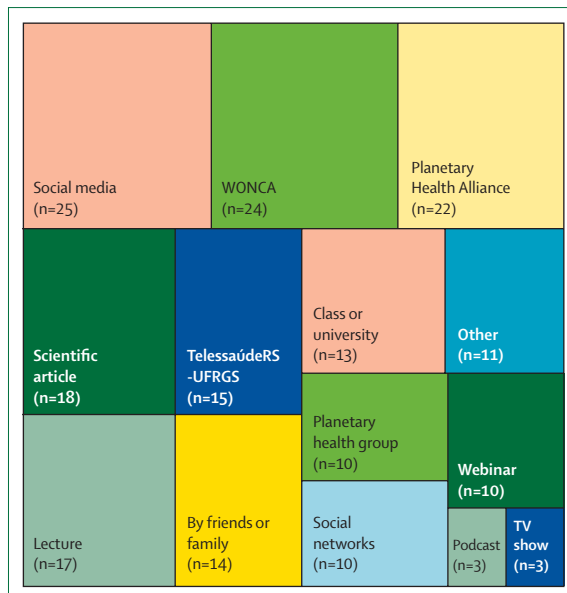 Social media
(n=25)
WONCA
(n=24)
Planetary
Health Alliance
(n=22)
Scientific
article
(n=18)
TelessaúdeRS
-UFRGS
(n=15)
Class or
university
(n=13)
Other
(n=11)
Planetary
health group
(n=10)
Webinar
(n=10)
Lecture
(n=17)
By friends or
family
(n=14)
Social
networks
(n=10)
Podcast
(n=3)
TV
show
(n=3)